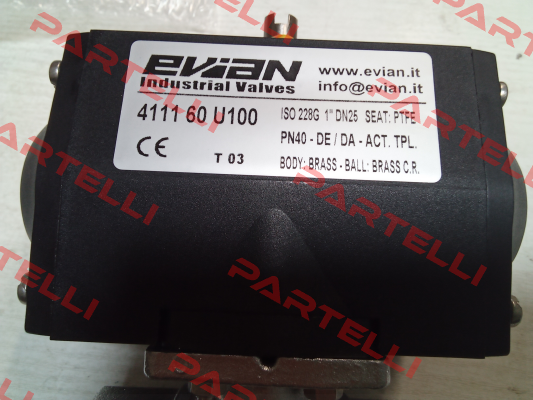 EVIAN
Industrial Valves
www.evian.it
info@evian.it
4111 60 U100
ISO 228G 1" DN25 SEAT: PTFE
PN40 - DE / DA - ACT. TPL.
CE
T 03
BODY: BRASS - BALL: BRASS C.R.
PARTELLI
PARTELLI
PARTELLI
PARTELLI
PARTELLI